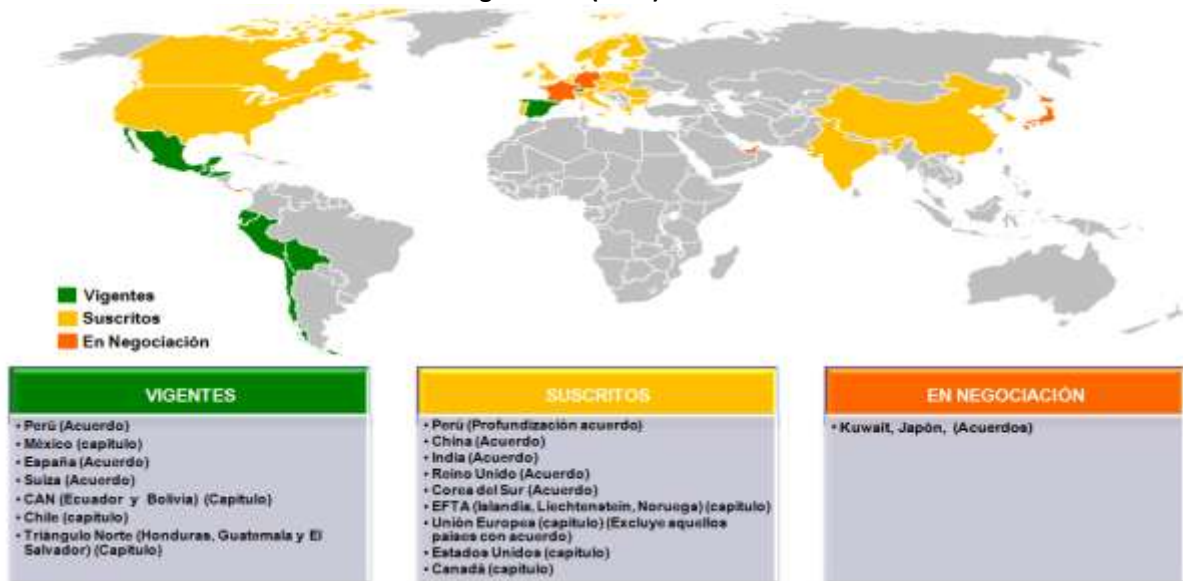 Vigentes
Suscritos
En Negociación
VIGENTES
• Perú (Acuerdo)
• México (capítulo)
• España (Acuerdo)
• Suiza (Acuerdo)
• CAN (Ecuador y Bolivia) (Capítulo)
• Chile (capítulo)
• Triángulo Norte (Honduras, Guatemala y El
Salvador) (Capítulo)
SUSCRITOS
• Perú (Profundización acuerdo)
• China (Acuerdo)
• India (Acuerdo)
• Reino Unido (Acuerdo)
• Corea del Sur (Acuerdo)
• EFTA (Islandia, Liechtenstein, Noruega) (capítulo)
• Unión Europea (capítulo) (Excluye aquellos
países con acuerdo)
• Estados Unidos (capítulo)
• Canadá (capítulo)
EN NEGOCIACIÓN
• Kuwait, Japón, (Acuerdos)